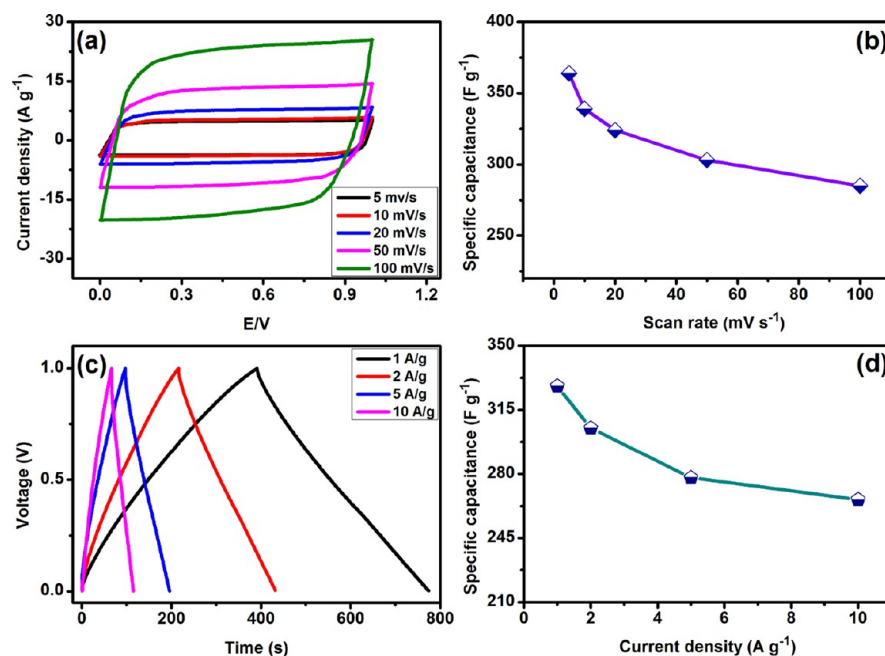 (a)
Current density (A g⁻¹)
30
15
0
-15
-30
0.0 0.3 0.6 0.9 1.2
E/V
5 mv/s
10 mV/s
20 mV/s
50 mV/s
100 mV/s
(b)
Specific capacitance (F g⁻¹)
400
350
300
250
0 20 40 60 80 100
Scan rate (mV s⁻¹)
(c)
Voltage (V)
1.0
0.5
0.0
0 200 400 600 800
Time (s)
1 A/g
2 A/g
5 A/g
10 A/g
(d)
Specific capacitance (F g⁻¹)
350
315
280
245
210
0 2 4 6 8 10
Current density (A g⁻¹)